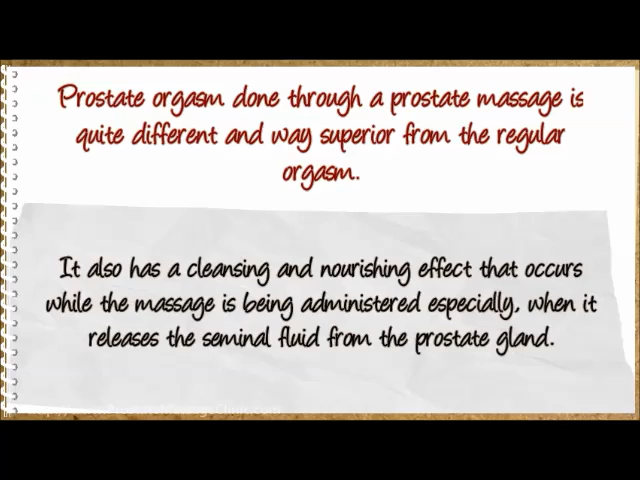 Prostate orgasm done through a prostate massage is
quite different and way superior from the regular
orgasm.
It also has a cleansing and nourishing effect that occurs
while the massage is being administered especially, when it
releases the seminal fluid from the prostate gland.